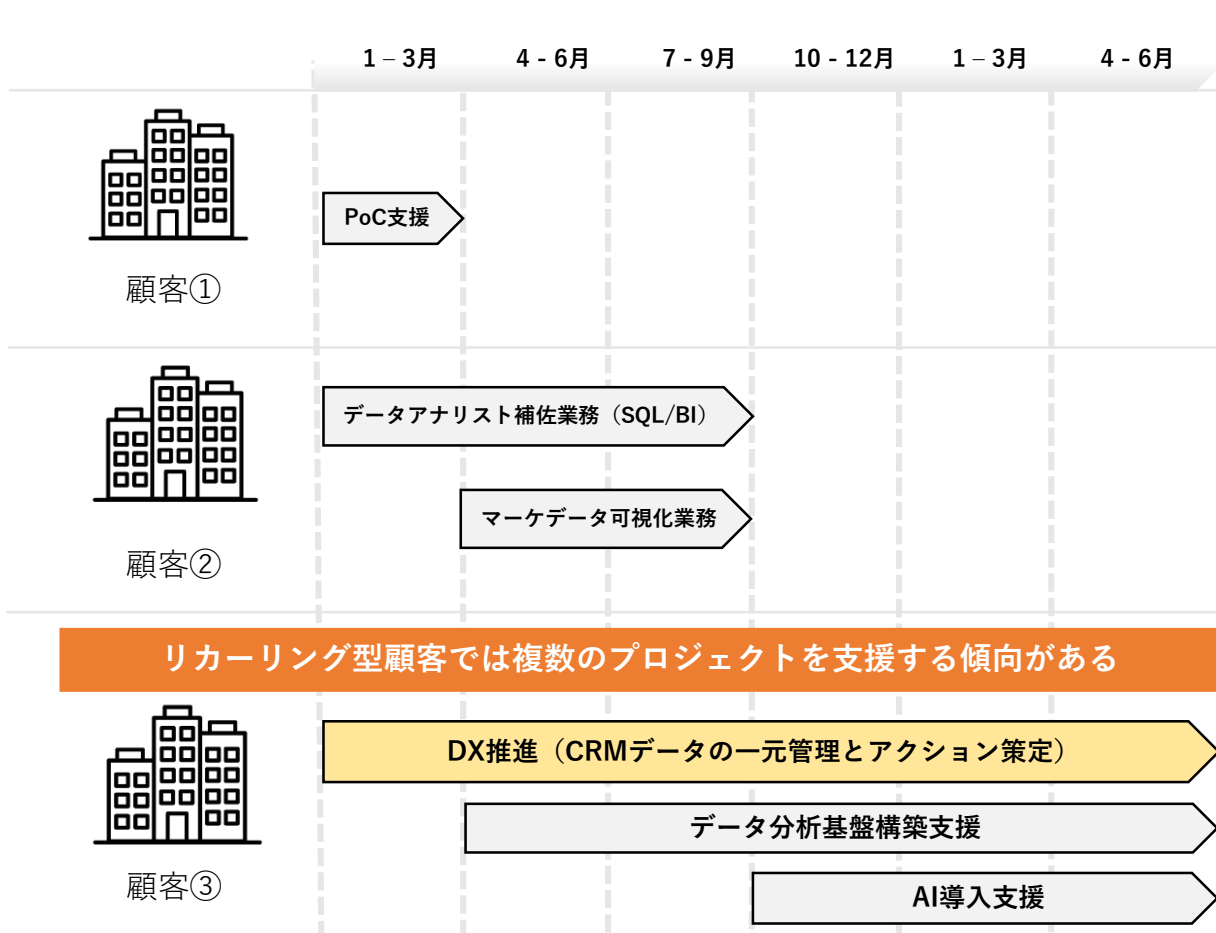 1 – 3月 4 - 6月 7 - 9月 10 - 12月 1 – 3月 4 - 6月
PoC支援
顧客①
データアナリスト補佐業務（SQL/BI）
マーケデータ可視化業務
顧客②
リカーリング型顧客では複数のプロジェクトを支援する傾向がある
DX推進（CRMデータの一元管理とアクション策定）
データ分析基盤構築支援
顧客③
AI導入支援